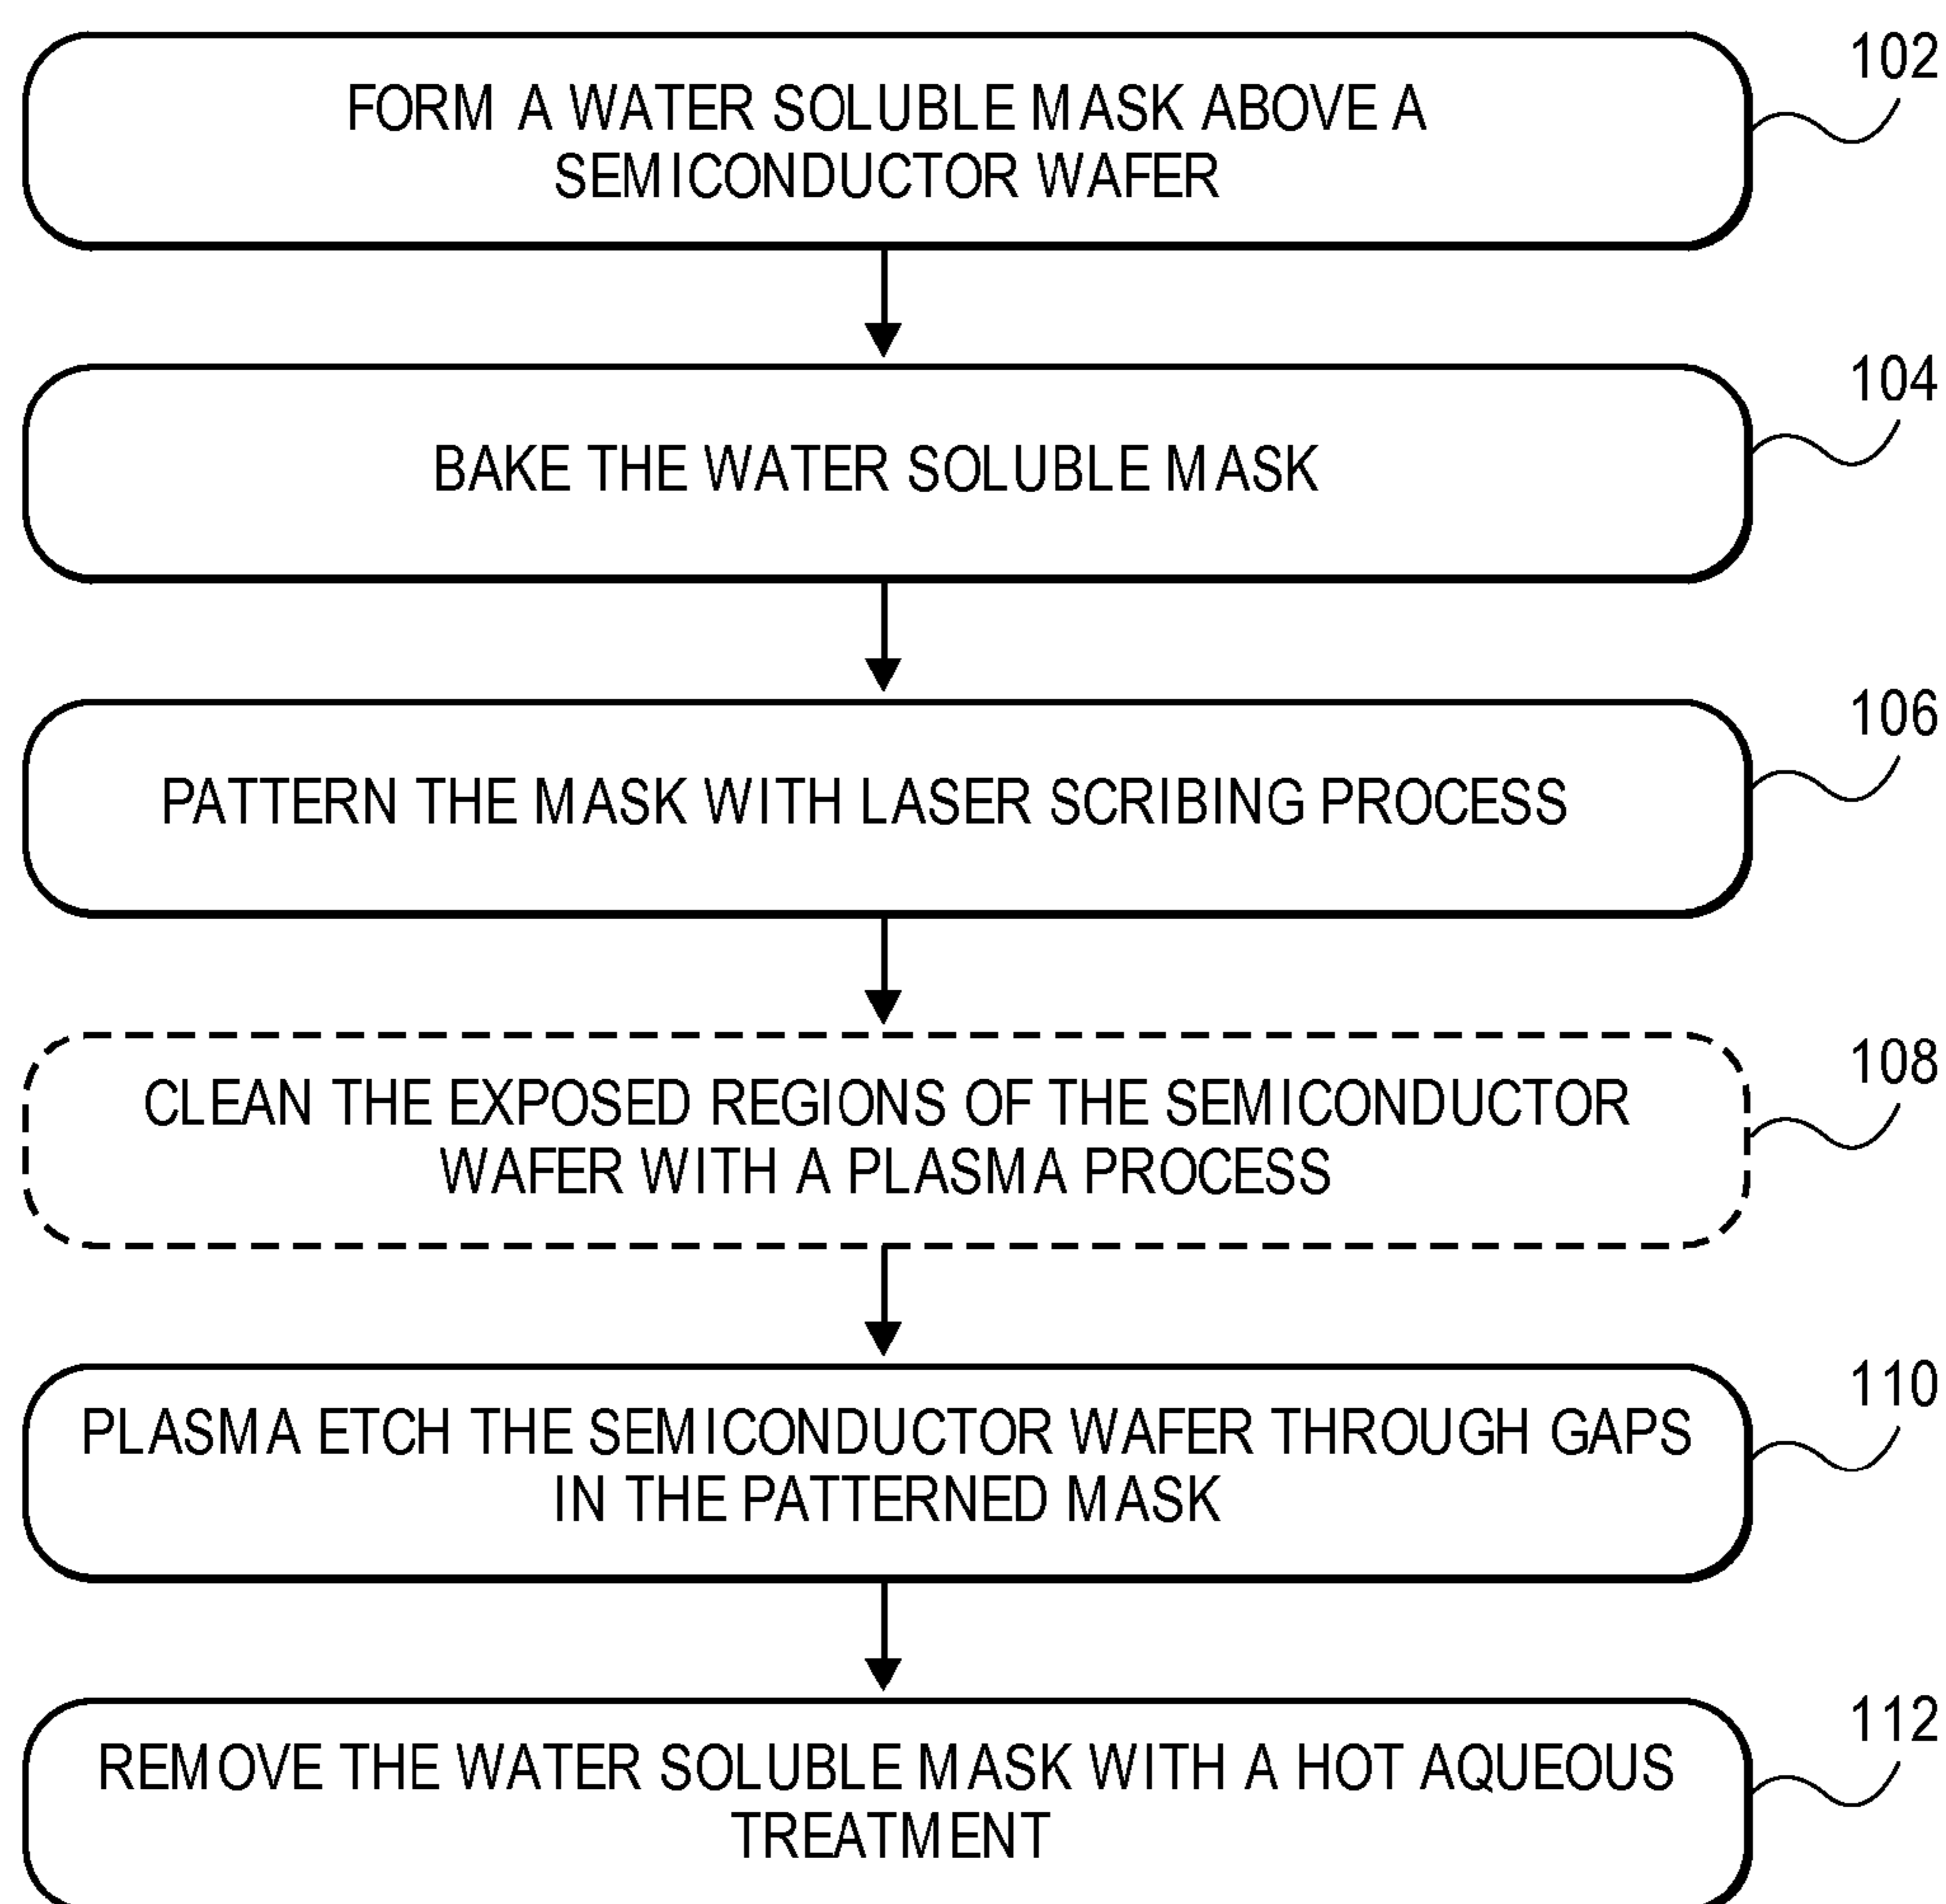 102
FORM A WATER SOLUBLE MASK ABOVE A
SEMICONDUCTOR WAFER
104
BAKE THE WATER SOLUBLE MASK
106
PATTERN THE MASK WITH LASER SCRIBING PROCESS
108
CLEAN THE EXPOSED REGIONS OF THE SEMICONDUCTOR
WAFER WITH A PLASMA PROCESS
110
PLASMA ETCH THE SEMICONDUCTOR WAFER THROUGH GAPS
IN THE PATTERNED MASK
112
REMOVE THE WATER SOLUBLE MASK WITH A HOT AQUEOUS
TREATMENT